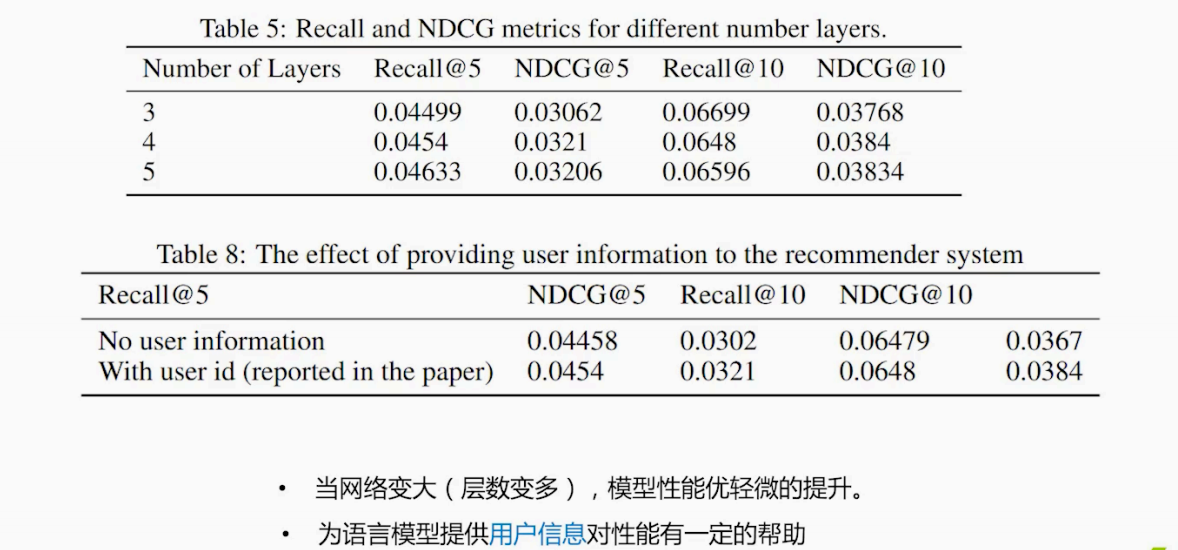 Table 5: Recall and NDCG metrics for different number layers.
Number of Layers Recall@5 NDCG@5 Recall@10 NDCG@10
3 0.04499 0.03062 0.06699 0.03768
4 0.0454 0.0321 0.0648 0.0384
5 0.04633 0.03206 0.06596 0.03834
Table 8: The effect of providing user information to the recommender system
Recall@5 NDCG@5 Recall@10 NDCG@10
No user information 0.04458 0.0302 0.06479 0.0367
With user id (reported in the paper) 0.0454 0.0321 0.0648 0.0384
• 当网络变大（层数变多），模型性能优轻微的提升。
• 为语言模型提供用户信息对性能有一定的帮助